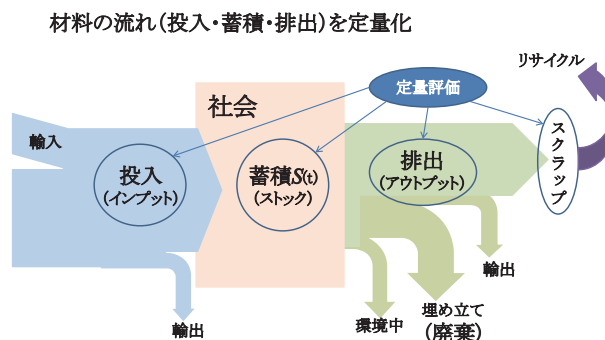 材料の流れ（投入・蓄積・排出）を定量化
リサイクル
定量評価
社会
輸入
投入
（インプット）
蓄積S(t)
（ストック）
排出
（アウトプット）
スクラップ
輸出
輸出
環境中
埋め立て
（廃棄）